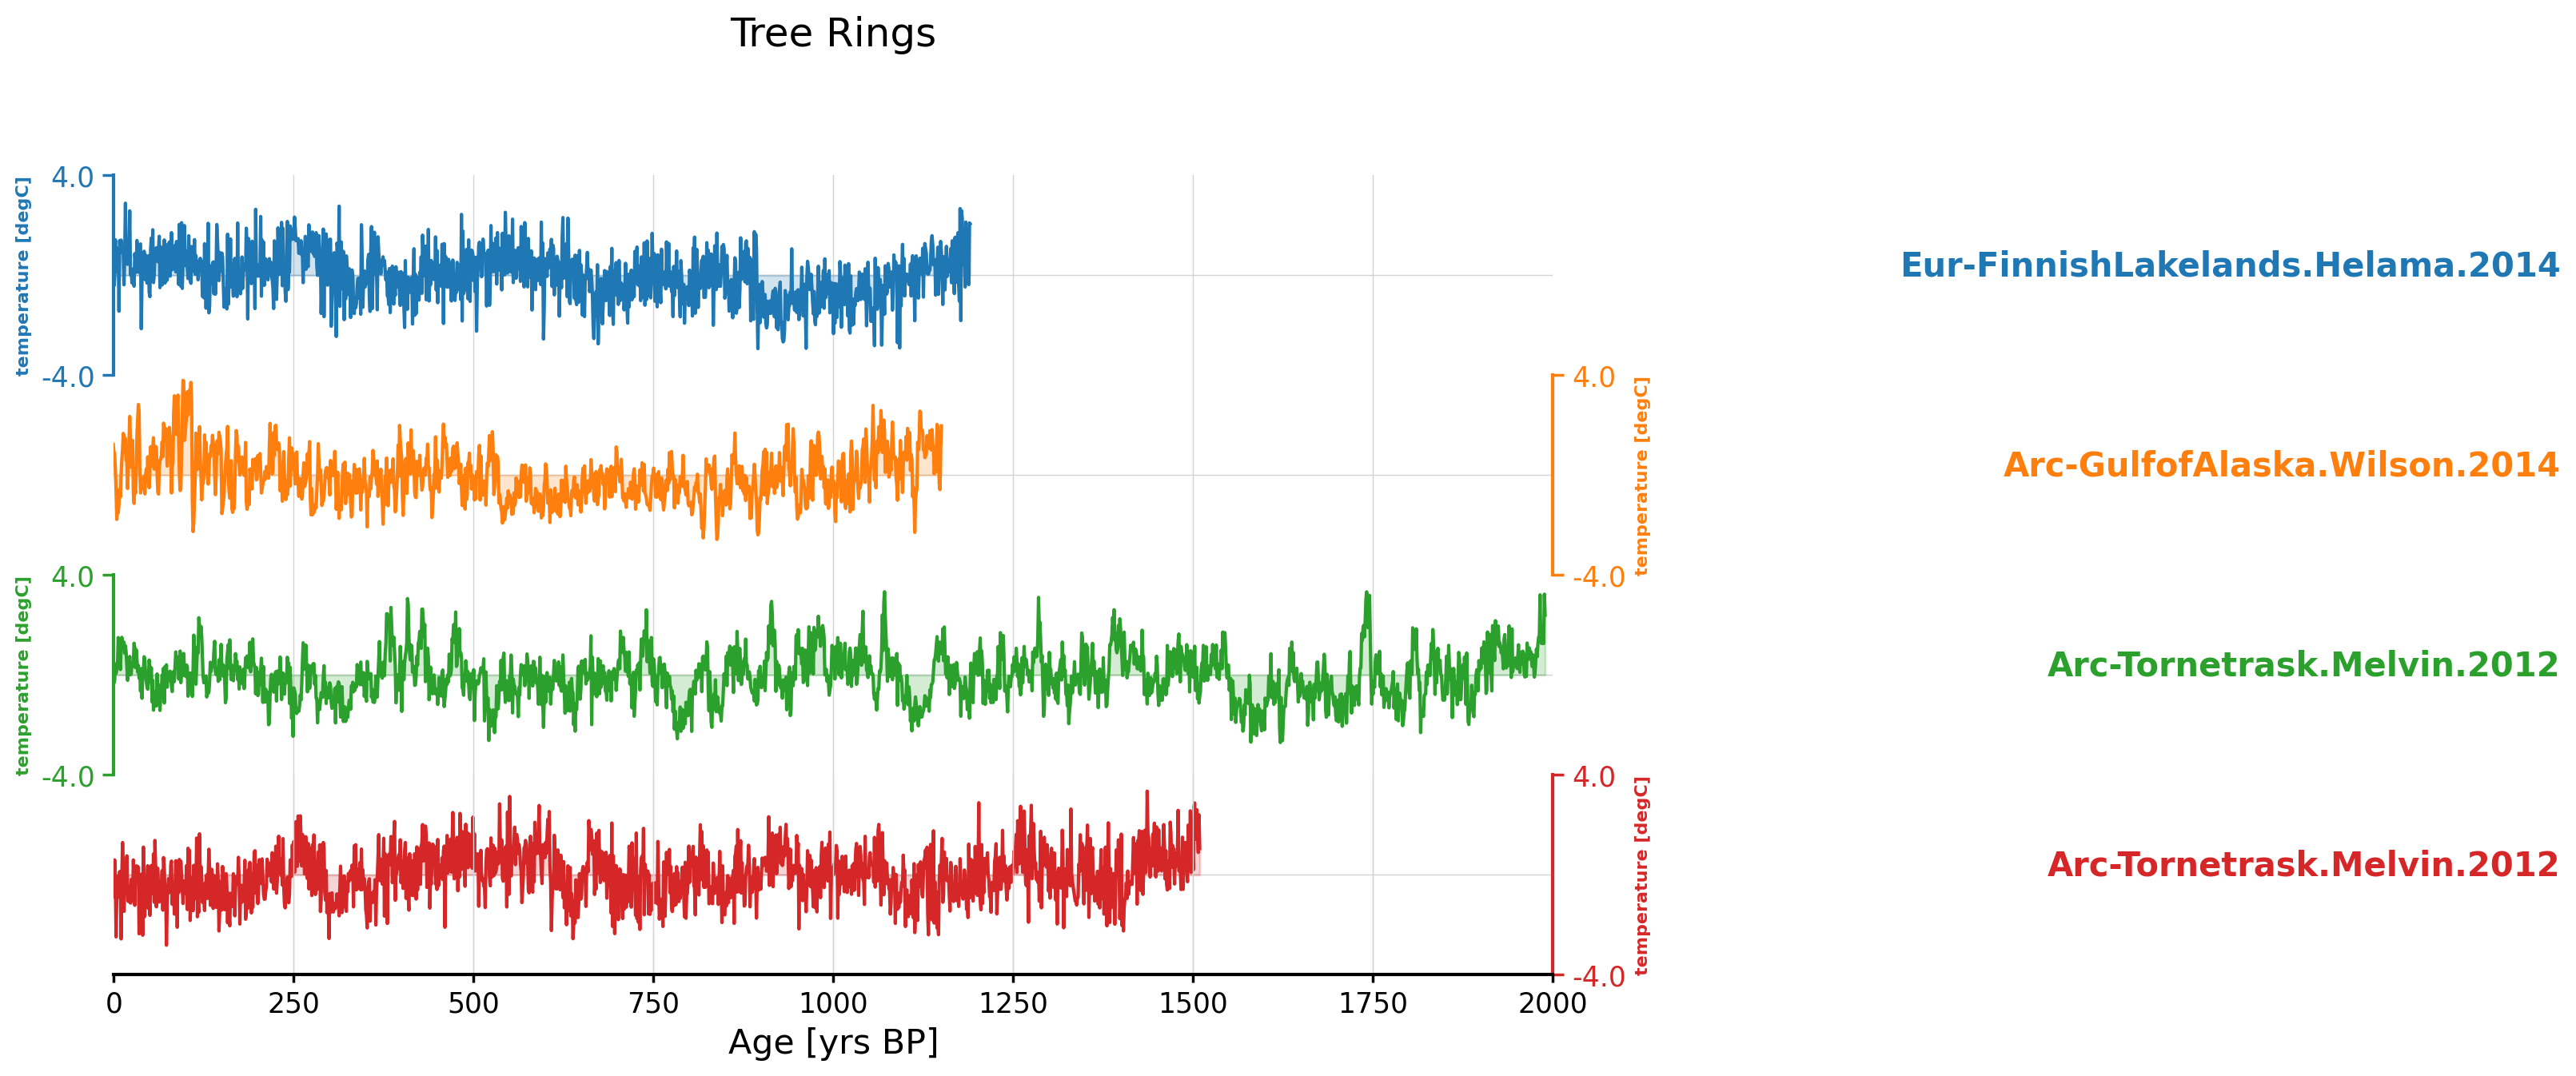 Tree Rings
4.0
-4.0
temperature [degC]
Eur-FinnishLakelands.Helama.2014
4.0
-4.0
temperature [degC]
Arc-GulfofAlaska.Wilson.2014
4.0
-4.0
temperature [degC]
Arc-Tornetrask.Melvin.2012
4.0
-4.0
temperature [degC]
Arc-Tornetrask.Melvin.2012
0 250 500 750 1000 1250 1500 1750 2000
Age [yrs BP]